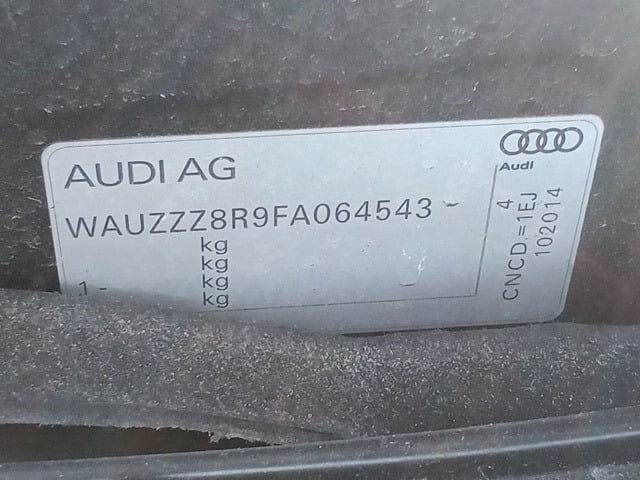 AUDI AG
Audi
WAUZZZ8R9FA064543 -
kg
kg
1 - kg
kg
4
CNCD.=1EJ
102014